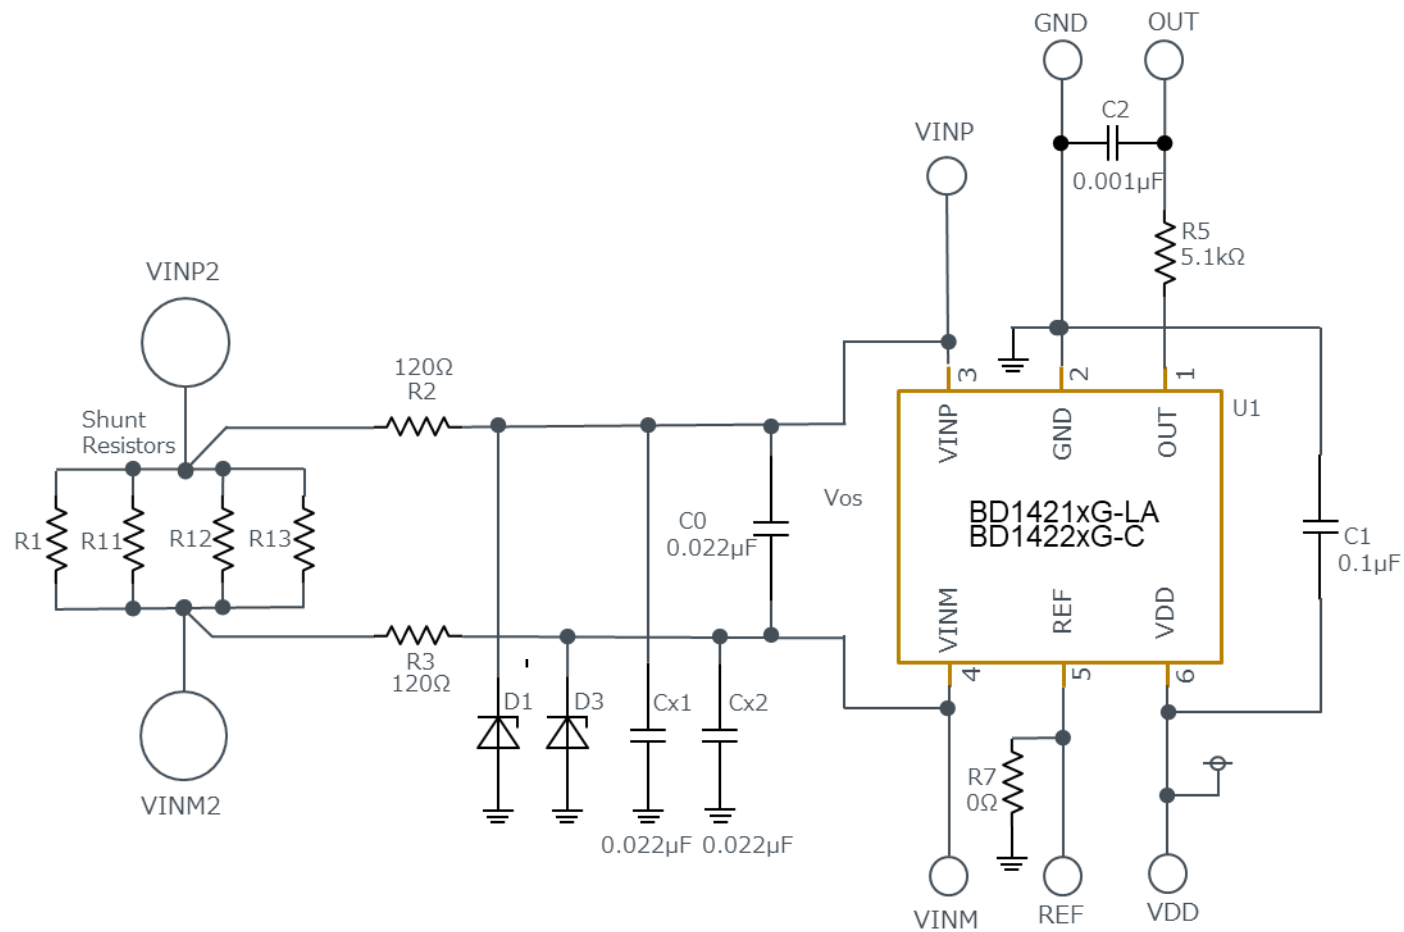 GND
OUT
C2
0.001µF
VINP
R5
5.1kΩ
VINP2
120Ω
R2
3
2
1
Shunt
Resistors
VINP
GND
OUT
U1
Vos
BD1421xG-LA
BD1422xG-C
R1
R11
R12
R13
C0
0.022µF
C1
0.1µF
VINM
REF
VDD
R3
120Ω
4
5
6
D1
D3
Cx1
Cx2
R7
0Ω
VINM2
0.022µF
0.022µF
VINM
REF
VDD